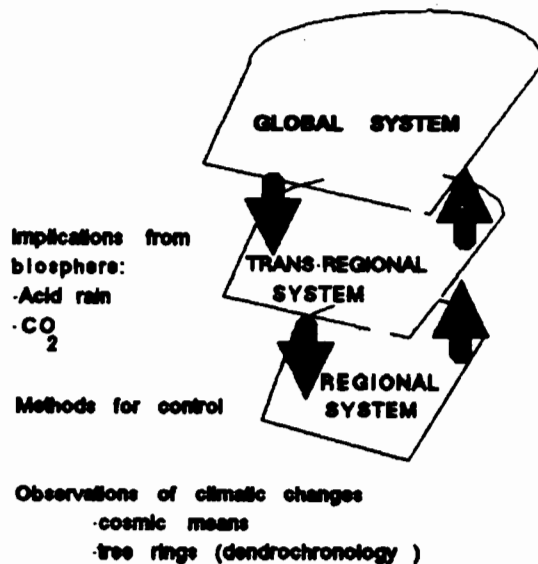 GLOBAL SYSTEM
Implications from
biosphere:
·Acid rain
·CO2
TRANS·REGIONAL
SYSTEM
REGIONAL
SYSTEM
Methods for control
Observations of climatic changes
·cosmic means
·tree rings (dendrochronology )